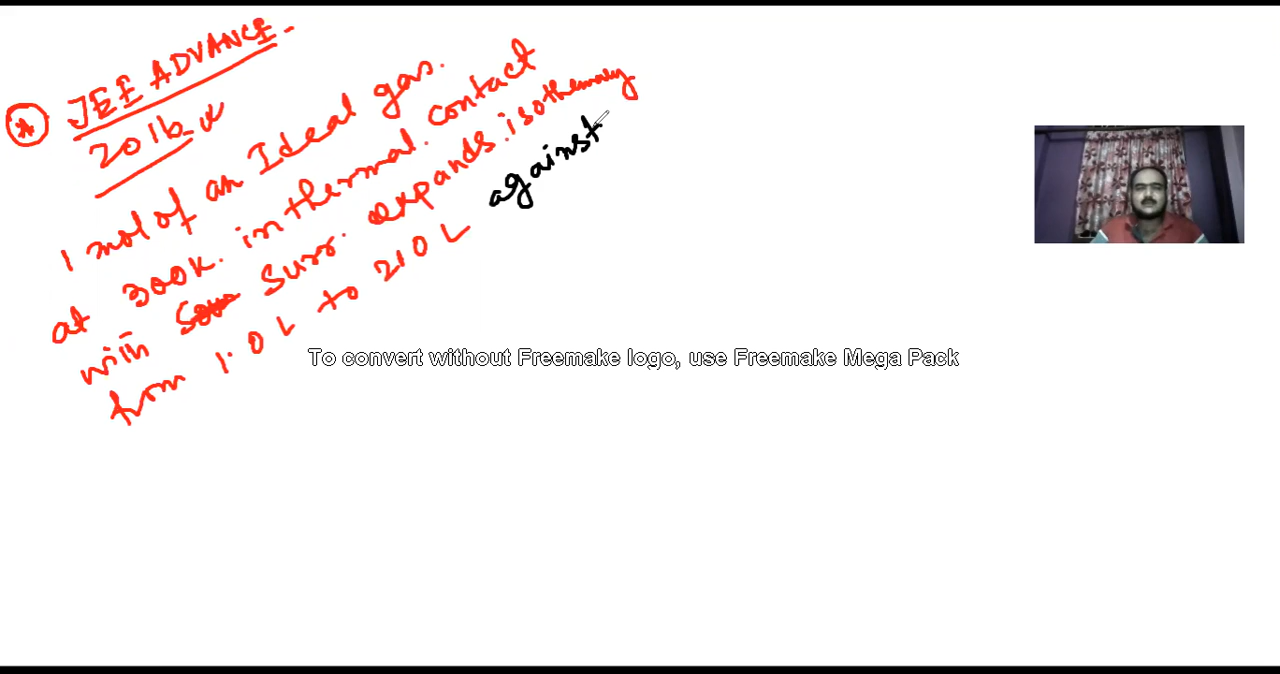 JEE ADVANCE
2016
1 mol of an Ideal gas.
at 300K. in thermal. contact
with Surr. expands. isothermaly
from 1.0 L to 2.0 L against
To convert without Freemake logo, use Freemake Mega Pack